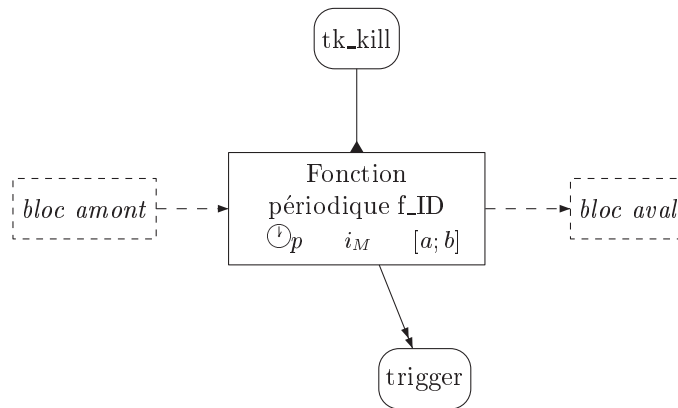 tk_kill
Fonction
périodique f_ID
p i_M [a; b]
bloc amont
bloc aval
trigger